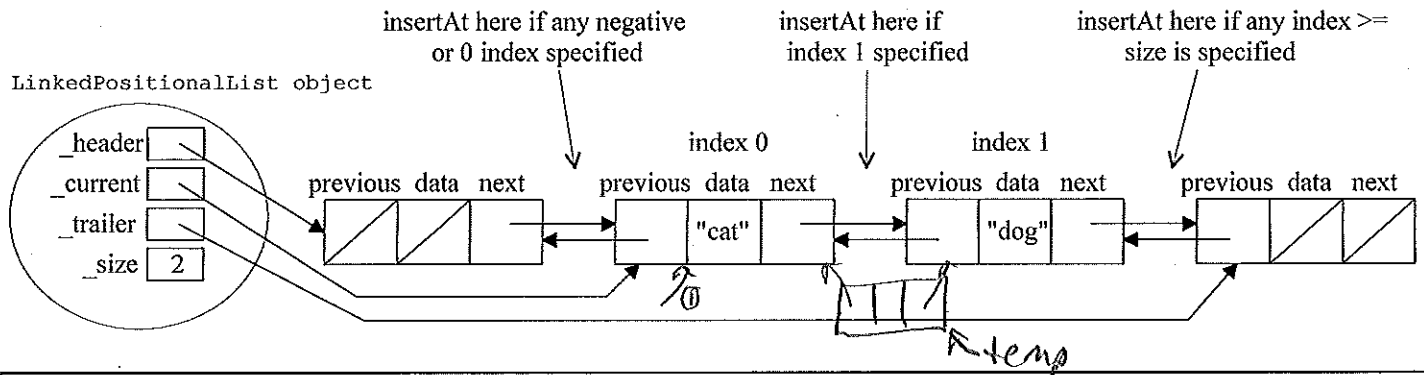 insertAt here if any negative
or 0 index specified
insertAt here if
index 1 specified
insertAt here if any index >=
size is specified
LinkedPositionalList object
_header
_current
_trailer
_size 2
index 0
index 1
previous data next
previous data next
previous data next
previous data next
"cat"
"dog"
temp